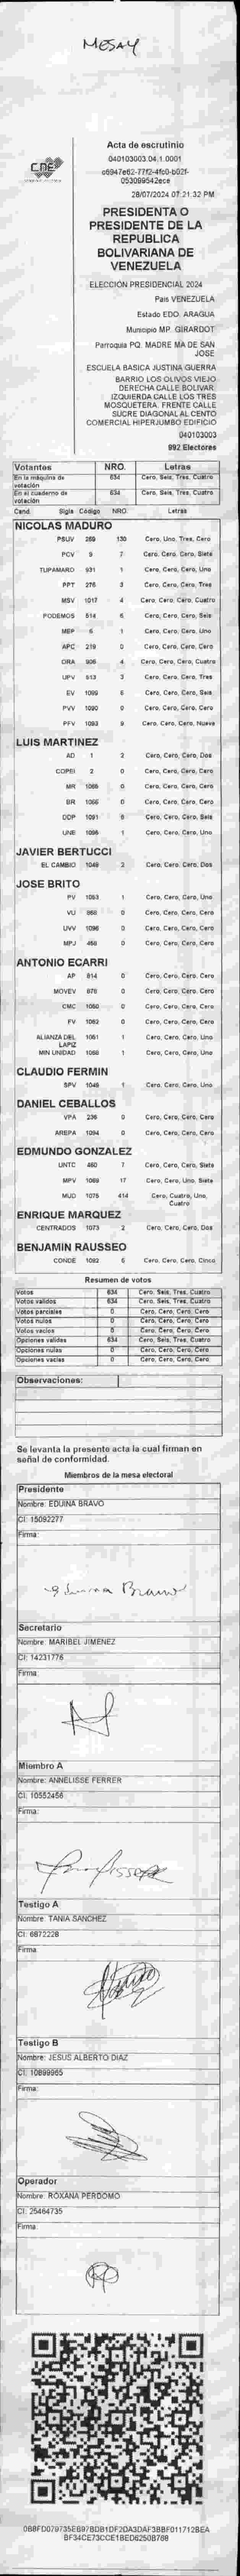 MESA 4
CNE
Acta de escrutinio
040103003.04.1.0001
c6947e62-77f2-4fc0-b02f-
053089542ece
28/07/2024 07:21:32 PM
PRESIDENTA O
PRESIDENTE DE LA
REPUBLICA
BOLIVARIANA DE
VENEZUELA
ELECCIÓN PRESIDENCIAL 2024
Pais VENEZUELA
Estado EDO. ARAGUA
Municipio MP. GIRARDOT
Parroquia PQ. MADRE MA DE SAN
JOSE
ESCUELA BASICA JUSTINA GUERRA
BARRIO LOS OLIVOS VIEJO
DERECHA CALLE BOLIVAR.
IZQUIERDA CALLE LOS TRES
MOSQUETERA. FRENTE CALLE
SUCRE DIAGONAL AL CENTO
COMERCIAL HIPERJUMBO EDIFICIO
040103003
992 Electores
Votantes NRO. Letras
En la máquina de votación 634 Cero, Seis, Tres, Cuatro
En el cuaderno de votación 634 Cero, Seis, Tres, Cuatro
Cand. Sigla Código NRO. Letras
NICOLAS MADURO
PSUV 269 130 Cero, Uno, Tres, Cero
PCV 9 7 Cero, Cero, Cero, Siete
TUPAMARO 931 1 Cero, Cero, Cero, Uno
PPT 276 3 Cero, Cero, Cero, Tres
MSV 1017 4 Cero, Cero, Cero, Cuatro
PODEMOS 514 6 Cero, Cero, Cero, Seis
MEP 5 1 Cero, Cero, Cero, Uno
APC 219 0 Cero, Cero, Cero, Cero
ORA 906 4 Cero, Cero, Cero, Cuatro
UPV 513 3 Cero, Cero, Cero, Tres
EV 1099 6 Cero, Cero, Cero, Seis
PVV 1090 0 Cero, Cero, Cero, Cero
PFV 1093 9 Cero, Cero, Cero, Nueve
LUIS MARTINEZ
AD 1 2 Cero, Cero, Cero, Dos
COPEI 2 0 Cero, Cero, Cero, Cero
MR 1065 0 Cero, Cero, Cero, Cero
BR 1066 0 Cero, Cero, Cero, Cero
DDP 1091 6 Cero, Cero, Cero, Seis
UNE 1095 1 Cero, Cero, Cero, Uno
JAVIER BERTUCCI
EL CAMBIO 1049 2 Cero, Cero, Cero, Dos
JOSE BRITO
PV 1053 1 Cero, Cero, Cero, Uno
VU 868 0 Cero, Cero, Cero, Cero
UVV 1096 0 Cero, Cero, Cero, Cero
MPJ 458 0 Cero, Cero, Cero, Cero
ANTONIO ECARRI
AP 814 0 Cero, Cero, Cero, Cero
MOVEV 878 0 Cero, Cero, Cero, Cero
CMC 1050 0 Cero, Cero, Cero, Cero
FV 1062 0 Cero, Cero, Cero, Cero
ALIANZA DEL LAPIZ 1061 1 Cero, Cero, Cero, Uno
MIN UNIDAD 1088 1 Cero, Cero, Cero, Uno
CLAUDIO FERMIN
SPV 1048 1 Cero, Cero, Cero, Uno
DANIEL CEBALLOS
VPA 236 0 Cero, Cero, Cero, Cero
AREPA 1094 0 Cero, Cero, Cero, Cero
EDMUNDO GONZALEZ
UNTC 460 7 Cero, Cero, Cero, Siete
MPV 1069 17 Cero, Cero, Uno, Siete
MUD 1075 414 Cero, Cuatro, Uno,
Cuatro
ENRIQUE MARQUEZ
CENTRADOS 1073 2 Cero, Cero, Cero, Dos
BENJAMIN RAUSSEO
CONDE 1082 Cero, Cero, Cero, Cinco
Resumen de votos
Votos 634 Cero, Seis, Tres, Cuatro
Votos validos 634 Cero, Seis, Tres, Cuatro
Votos parciales 0 Cero, Cero, Cero, Cero
Votos nulos 0 Cero, Cero, Cero, Cero
Votos vacios 0 Cero, Cero, Cero, Cero
Opciones validas 634 Cero, Seis, Tres, Cuatro
Opciones nulas 0 Cero, Cero, Cero, Cero
Opciones vacias 0 Cero, Cero, Cero, Cero
Observaciones:
Se levanta la presente acta la cual firman en
señal de conformidad.
Miembros de la mesa electoral
Presidente
Nombre: EDUINA BRAVO
CI: 15092277
Firma:
Eduina Bravo
Secretario
Nombre: MARIBEL JIMENEZ
CI: 14231776
Firma:
Miembro A
Nombre: ANNELISSE FERRER
CI: 10552456
Firma:
Testigo A
Nombre: TANIA SANCHEZ
CI: 6872228
Firma:
Testigo B
Nombre: JESUS ALBERTO DIAZ
CI: 10899965
Firma:
Operador
Nombre: ROXANA PERDOMO
CI: 25464735
Firma:
0B8FD079735EB97BDB1DF2DA3DAF3BBF011712BEA
BF34CE73CCE1BED6250B768